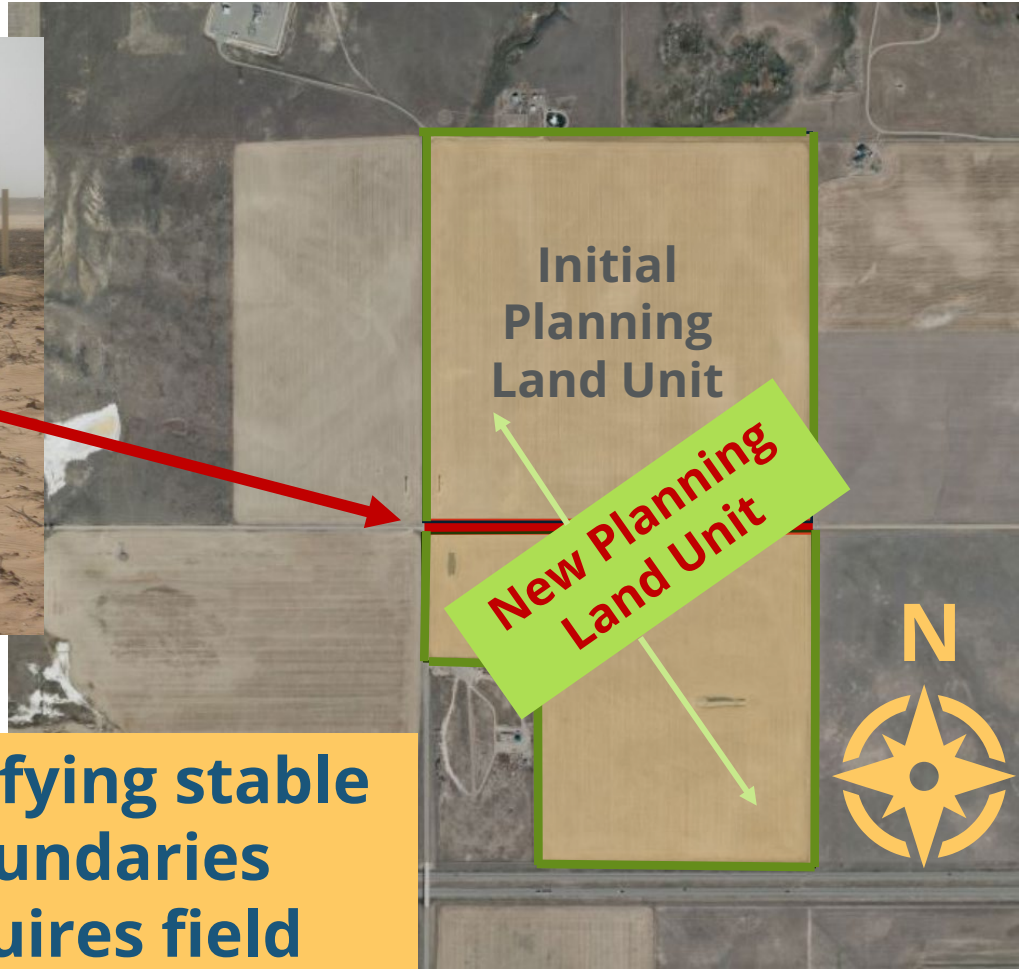 Initial
Planning
Land Unit
New Planning
Land Unit
N
fying stable
undaries
uires field